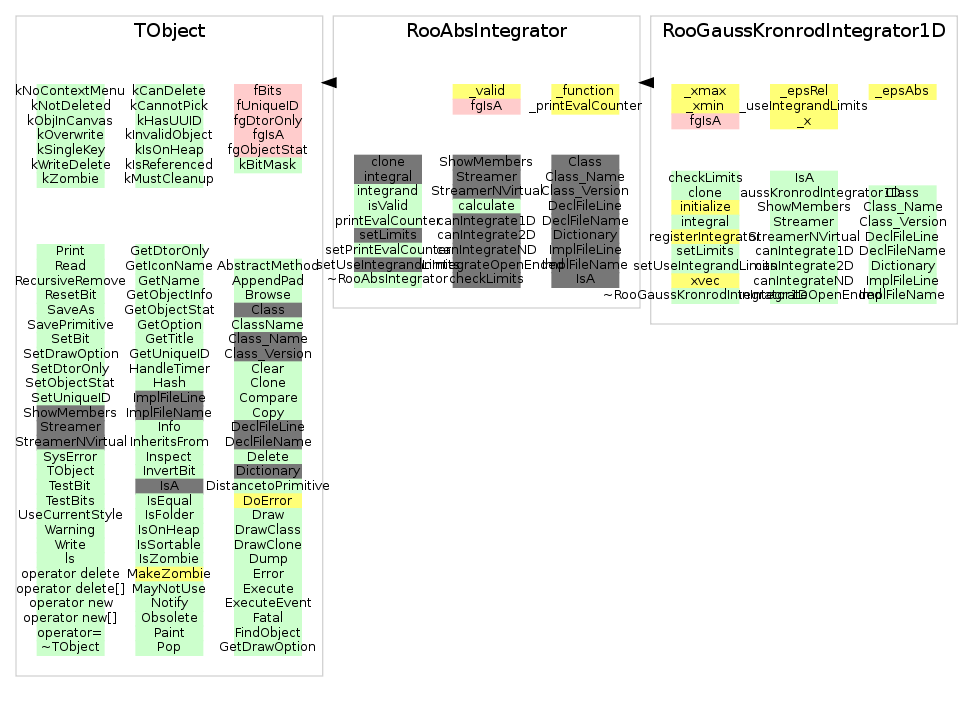 TObject
kNoContextMenu kCanDelete fBits
kNotDeleted kCannotPick fUniqueID
kObjInCanvas kHasUUID fgDtorOnly
kOverwrite kInvalidObject fgIsA
kSingleKey kIsOnHeap fgObjectStat
kWriteDelete kIsReferenced kBitMask
kZombie kMustCleanup
Print GetDtorOnly
Read GetIconName AbstractMethod
RecursiveRemove GetName AppendPad
ResetBit GetObjectInfo Browse
SaveAs GetObjectStat Class
SavePrimitive GetOption ClassName
SetBit GetTitle Class_Name
SetDrawOption GetUniqueID Class_Version
SetDtorOnly HandleTimer Clear
SetObjectStat Hash Clone
SetUniqueID ImplFileLine Compare
ShowMembers ImplFileName Copy
Streamer Info DeclFileLine
StreamerNVirtual InheritsFrom DeclFileName
SysError Inspect Delete
TObject InvertBit Dictionary
TestBit IsA DistancetoPrimitive
TestBits IsEqual DoError
UseCurrentStyle IsFolder Draw
Warning IsOnHeap DrawClass
Write IsSortable DrawClone
ls IsZombie Dump
operator delete MakeZombie Error
operator delete[] MayNotUse Execute
operator new Notify ExecuteEvent
operator new[] Obsolete Fatal
operator= Paint FindObject
~TObject Pop GetDrawOption
RooAbsIntegrator
_valid _function
fgIsA _printEvalCounter
clone ShowMembers Class
integral Streamer Class_Name
integrand StreamerNVirtual Class_Version
isValid calculate DeclFileLine
printEvalCounter canIntegrate1D DeclFileName
setLimits canIntegrate2D Dictionary
setPrintEvalCounter canIntegrateND ImplFileLine
setUseIntegrandLimits integrateOpenEnded ImplFileName
~RooAbsIntegrator checkLimits IsA
RooGaussKronrodIntegrator1D
_xmax _epsRel _epsAbs
_xmin _useIntegrandLimits
fgIsA _x
checkLimits IsA
clone aussKronrodIntegrator1D Class
initialize ShowMembers Class_Name
integral Streamer Class_Version
registerIntegrator StreamerNVirtual DeclFileLine
setLimits canIntegrate1D DeclFileName
setUseIntegrandLimits canIntegrate2D Dictionary
xvec canIntegrateND ImplFileLine
~RooGaussKronrodIntegrator1D integrateOpenEnded ImplFileName